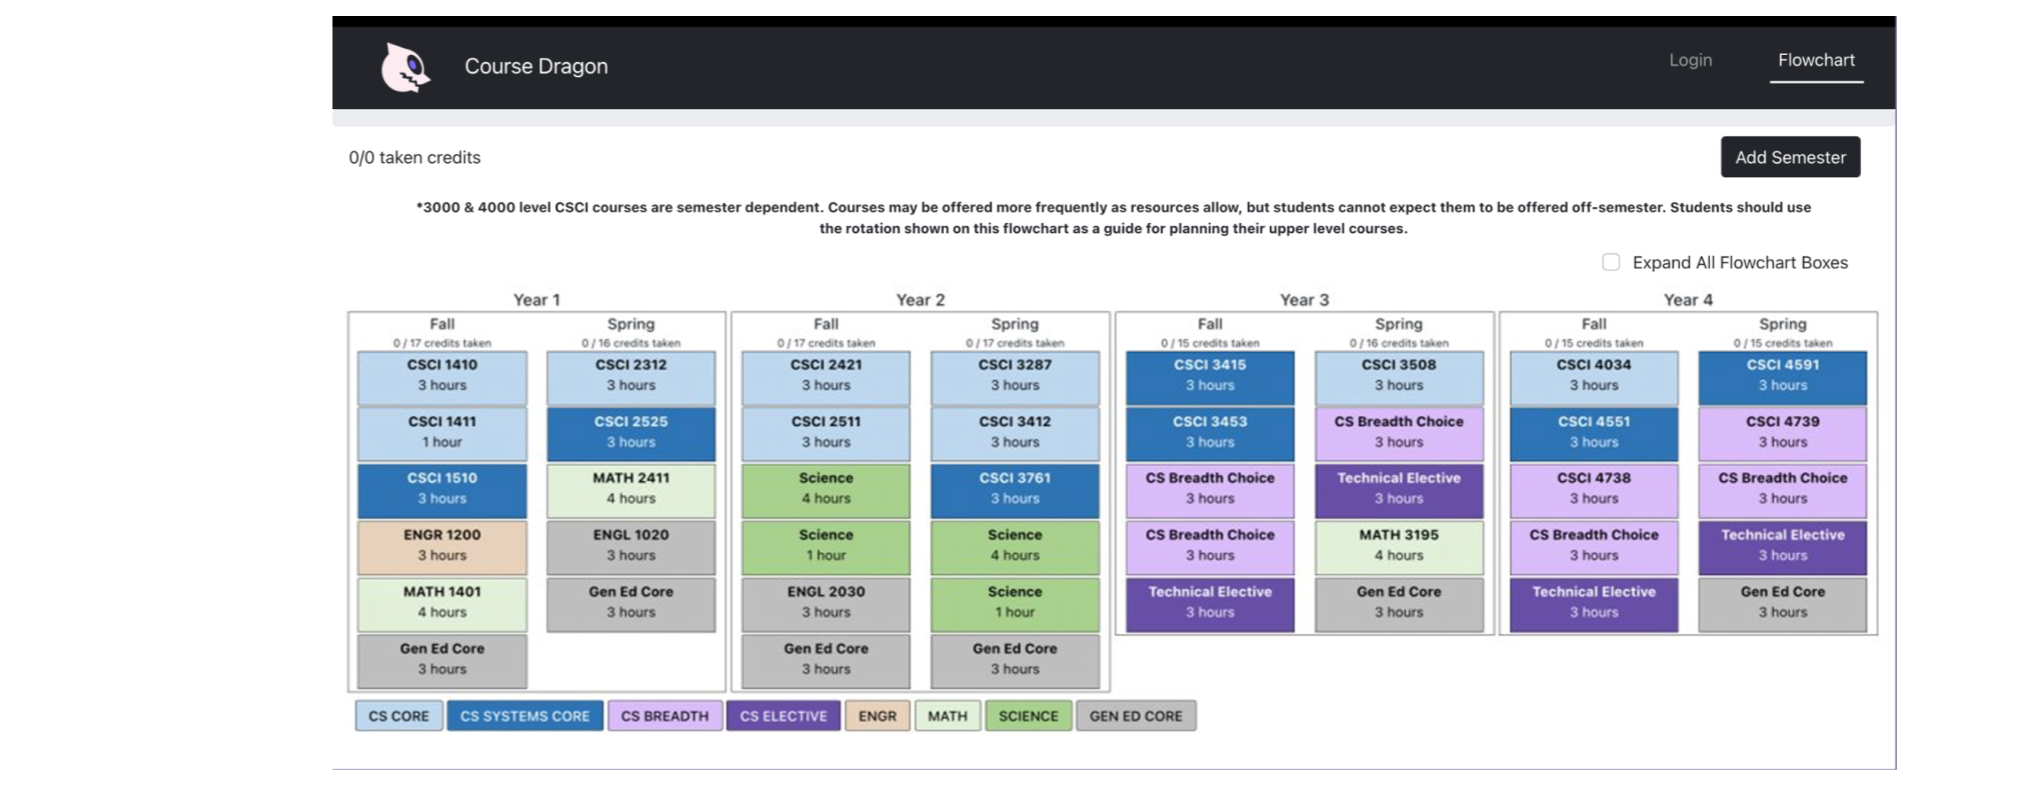 Course Dragon
Login
Flowchart
0/0 taken credits
Add Semester
*3000 & 4000 level CSCI courses are semester dependent. Courses may be offered more frequently as resources allow, but students cannot expect them to be offered off-semester. Students should use
the rotation shown on this flowchart as a guide for planning their upper level courses.
Expand All Flowchart Boxes
Year 1
Fall
0 / 17 credits taken
CSCI 1410
3 hours
CSCI 1411
1 hour
CSCI 1510
3 hours
ENGR 1200
3 hours
MATH 1401
4 hours
Gen Ed Core
3 hours
Spring
0 / 16 credits taken
CSCI 2312
3 hours
CSCI 2525
3 hours
MATH 2411
4 hours
ENGL 1020
3 hours
Gen Ed Core
3 hours
Year 2
Fall
0 / 17 credits taken
CSCI 2421
3 hours
CSCI 2511
3 hours
Science
4 hours
Science
1 hour
ENGL 2030
3 hours
Gen Ed Core
3 hours
Spring
0 / 17 credits taken
CSCI 3287
3 hours
CSCI 3412
3 hours
CSCI 3761
3 hours
Science
4 hours
Science
1 hour
Gen Ed Core
3 hours
Year 3
Fall
0 / 15 credits taken
CSCI 3415
3 hours
CSCI 3453
3 hours
CS Breadth Choice
3 hours
CS Breadth Choice
3 hours
Technical Elective
3 hours
Spring
0 / 16 credits taken
CSCI 3508
3 hours
CS Breadth Choice
3 hours
Technical Elective
3 hours
MATH 3195
4 hours
Gen Ed Core
3 hours
Year 4
Fall
0 / 15 credits taken
CSCI 4034
3 hours
CSCI 4551
3 hours
CSCI 4738
3 hours
CS Breadth Choice
3 hours
Technical Elective
3 hours
Spring
0 / 15 credits taken
CSCI 4591
3 hours
CSCI 4739
3 hours
CS Breadth Choice
3 hours
Technical Elective
3 hours
Gen Ed Core
3 hours
CS CORE
CS SYSTEMS CORE
CS BREADTH
CS ELECTIVE
ENGR
MATH
SCIENCE
GEN ED CORE